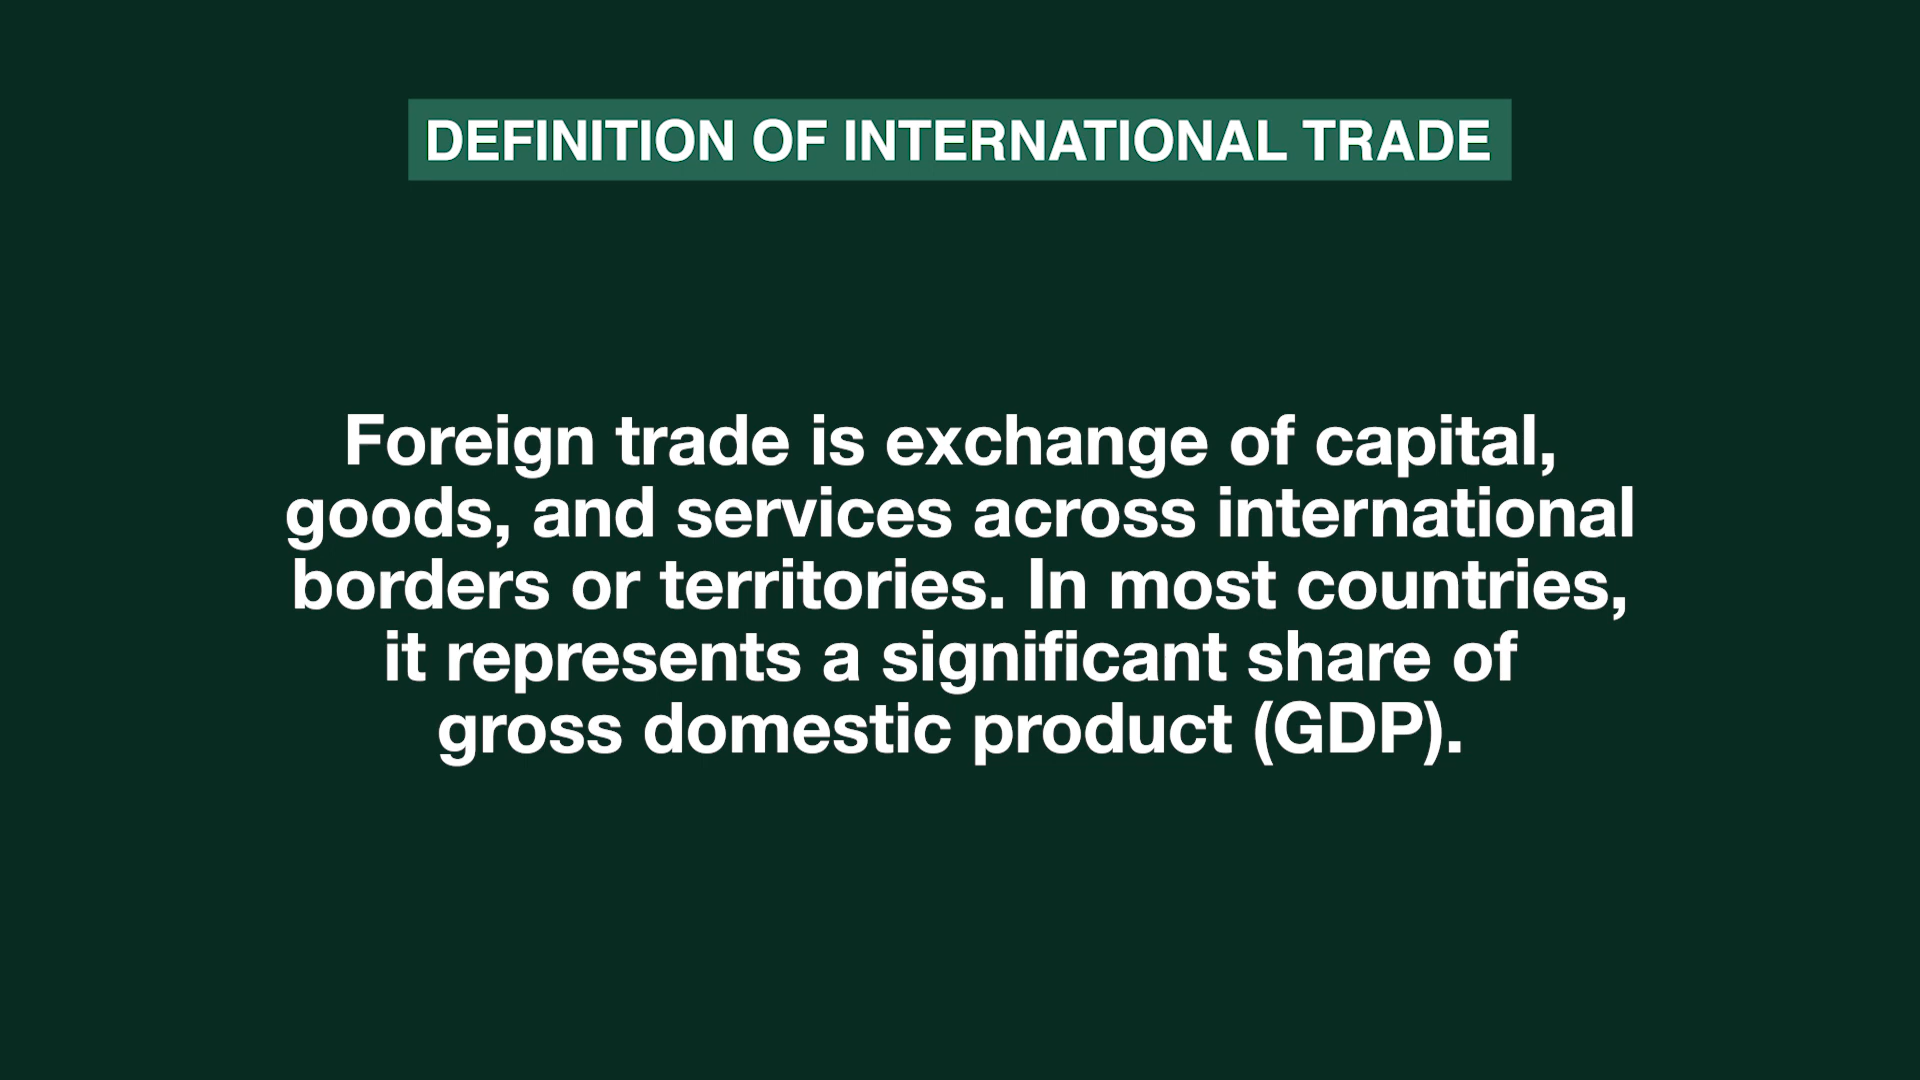 DEFINITION OF INTERNATIONAL TRADE
Foreign trade is exchange of capital,
goods, and services across international
borders or territories. In most countries,
it represents a significant share of
gross domestic product (GDP).